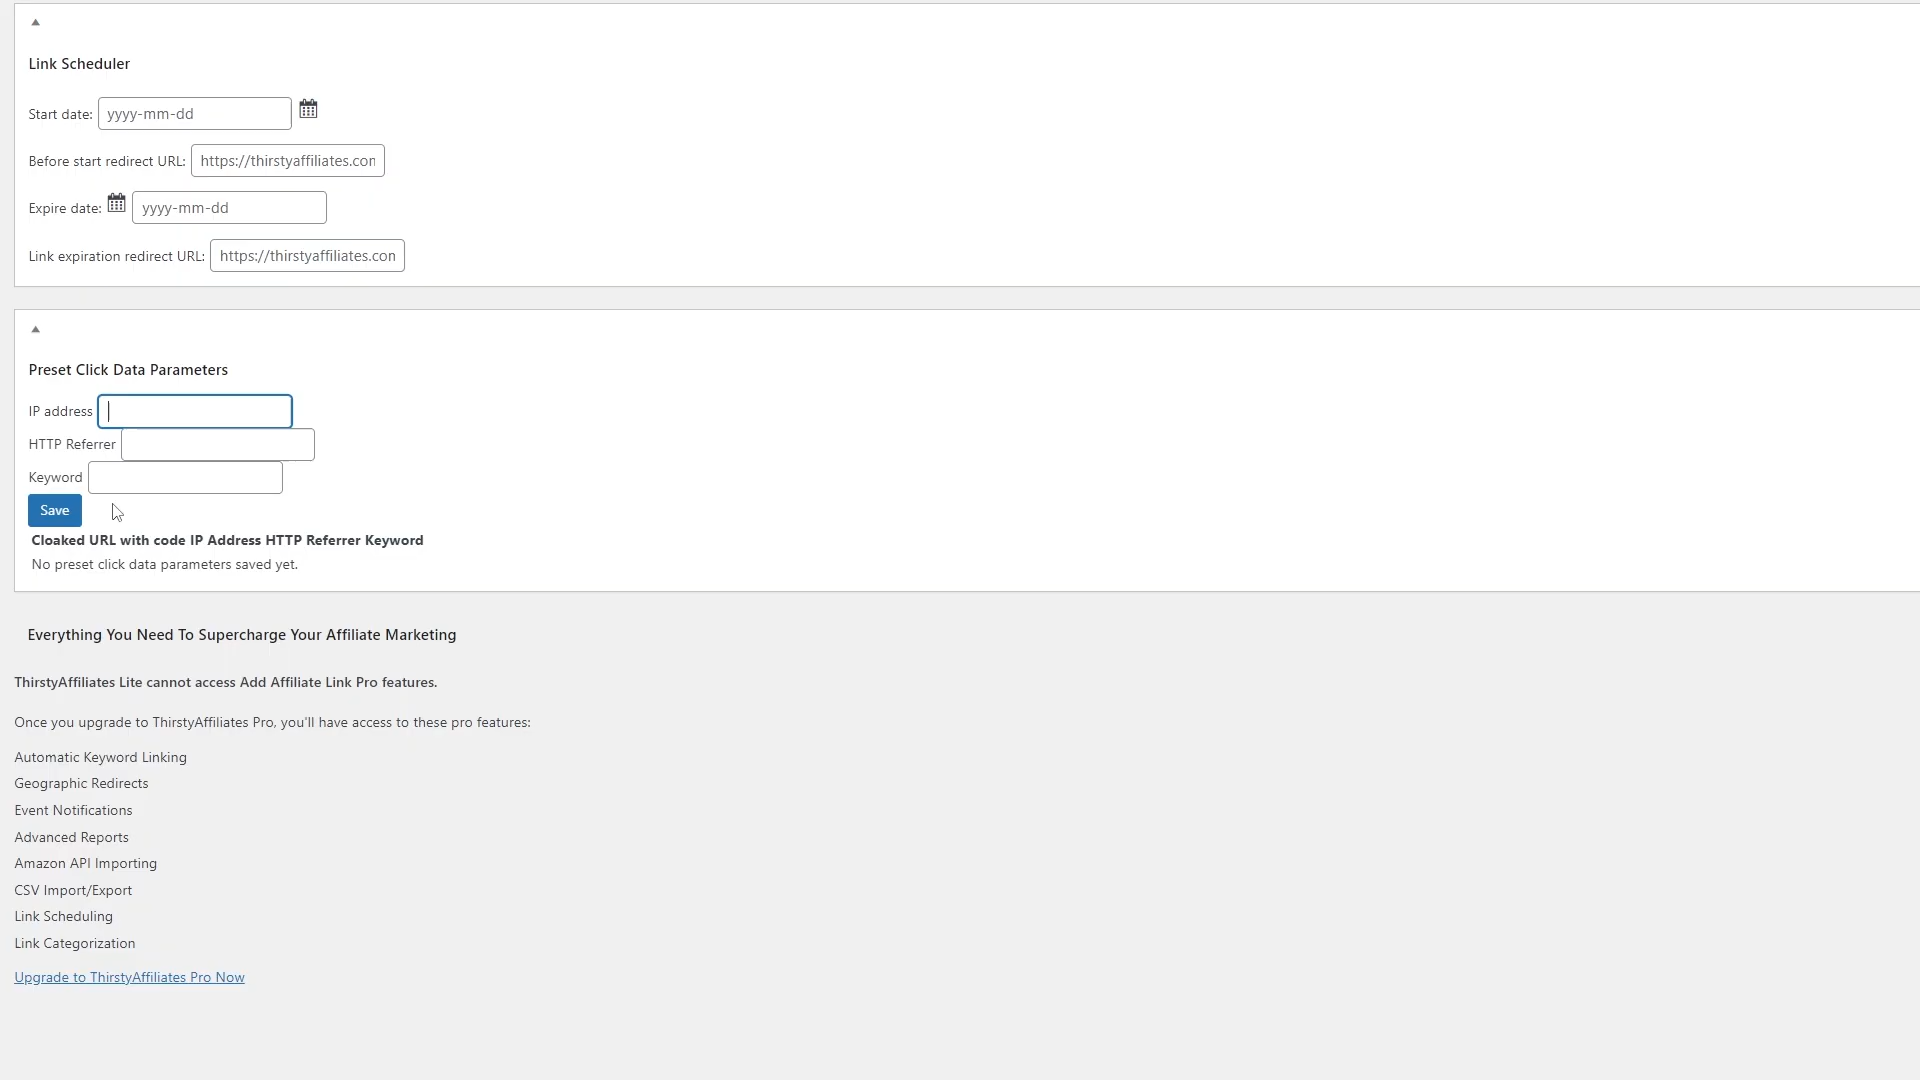 Link Scheduler
Start date: yyyy-mm-dd
Before start redirect URL: https://thirstyaffiliates.con
Expire date: yyyy-mm-dd
Link expiration redirect URL: https://thirstyaffiliates.con
Preset Click Data Parameters
IP address
HTTP Referrer
Keyword
Save
Cloaked URL with code IP Address HTTP Referrer Keyword
No preset click data parameters saved yet.
Everything You Need To Supercharge Your Affiliate Marketing
ThirstyAffiliates Lite cannot access Add Affiliate Link Pro features.
Once you upgrade to ThirstyAffiliates Pro, you'll have access to these pro features:
Automatic Keyword Linking
Geographic Redirects
Event Notifications
Advanced Reports
Amazon API Importing
CSV Import/Export
Link Scheduling
Link Categorization
Upgrade to ThirstyAffiliates Pro Now